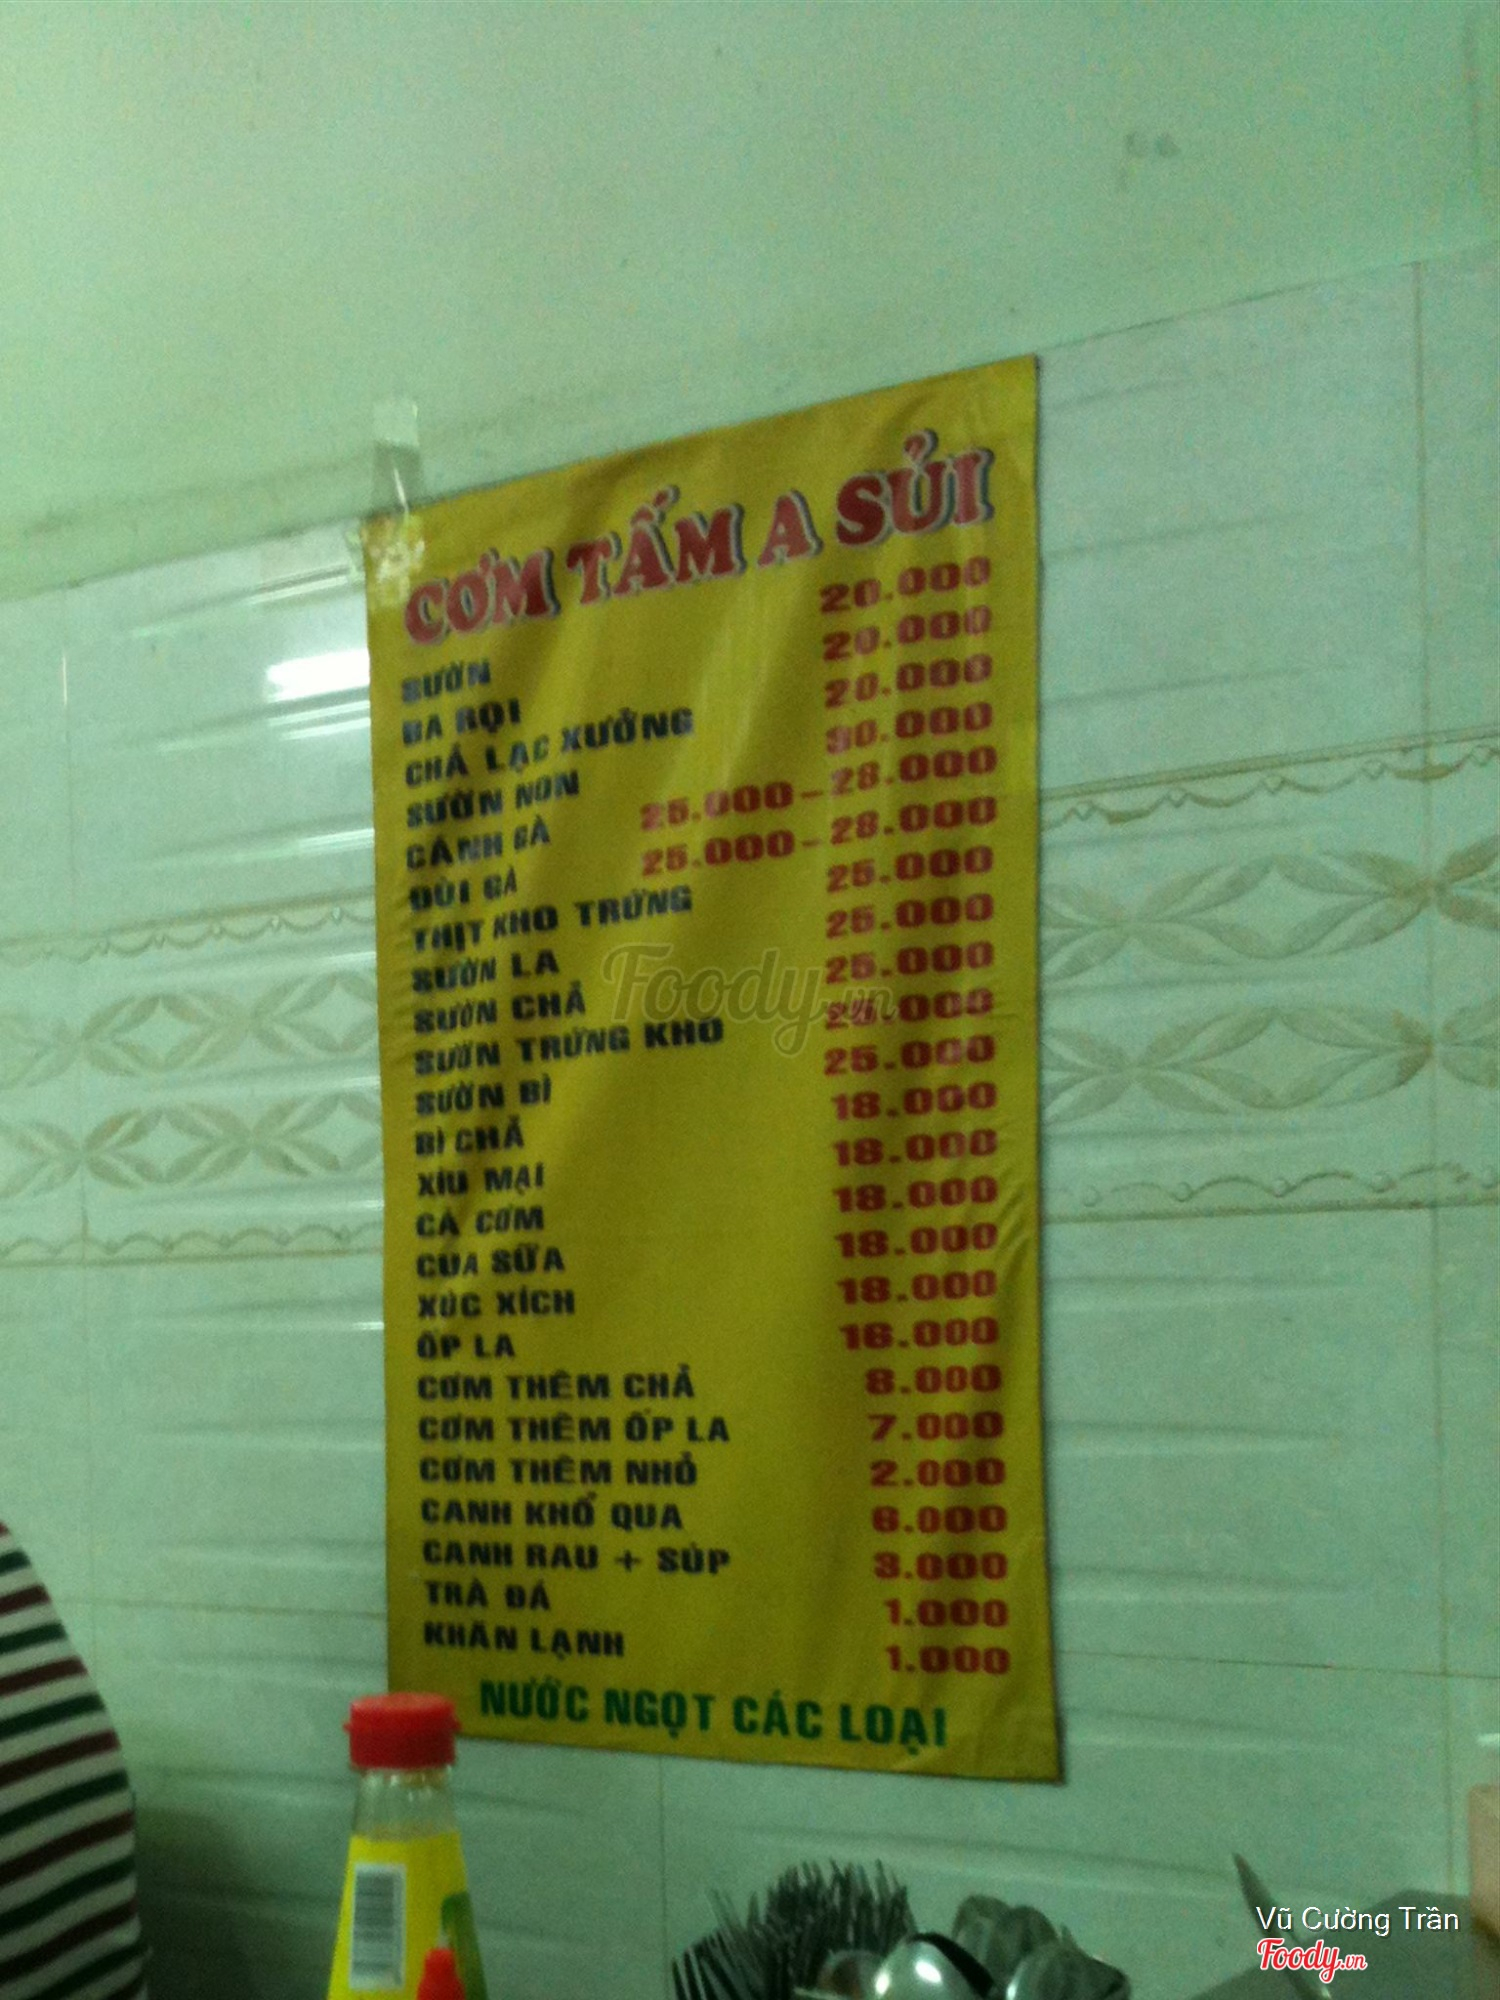 CƠM TẤM A SỦI
SƯỜN 20.000
BA RỌI 20.000
CHẢ LẠC XƯỞNG 20.000
SƯỜN NON 30.000
CÁNH GÀ 25.000-28.000
ĐÙI GÀ 25.000-28.000
THỊT KHO TRỨNG 25.000
SƯỜN LA 25.000
SƯỜN CHẢ 25.000
SƯỜN TRỨNG KHO 25.000
SƯỜN BÌ 25.000
BÌ CHẢ 18.000
XÍU MẠI 18.000
CÁ CƠM 18.000
CUA SỮA 18.000
XÚC XÍCH 18.000
ỐP LA 16.000
CƠM THÊM CHẢ 8.000
CƠM THÊM ỐP LA 7.000
CƠM THÊM NHỎ 2.000
CANH KHỔ QUA 6.000
CANH RAU + SÚP 3.000
TRÀ ĐÁ 1.000
KHĂN LẠNH 1.000
NƯỚC NGỌT CÁC LOẠI
Foody.vn
Vũ Cường Trần
Foody.vn